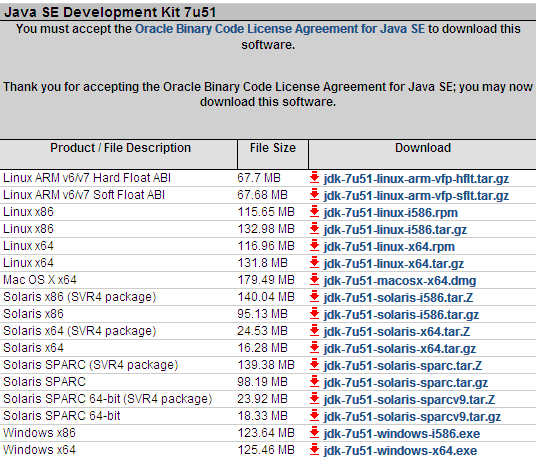 Java SE Development Kit 7u51
You must accept the Oracle Binary Code License Agreement for Java SE to download this
software.
Thank you for accepting the Oracle Binary Code License Agreement for Java SE; you may now
download this software.
Product / File Description File Size Download
Linux ARM v6/v7 Hard Float ABI 67.7 MB jdk-7u51-linux-arm-vfp-hflt.tar.gz
Linux ARM v6/v7 Soft Float ABI 67.68 MB jdk-7u51-linux-arm-vfp-sflt.tar.gz
Linux x86 115.65 MB jdk-7u51-linux-i586.rpm
Linux x86 132.98 MB jdk-7u51-linux-i586.tar.gz
Linux x64 116.96 MB jdk-7u51-linux-x64.rpm
Linux x64 131.8 MB jdk-7u51-linux-x64.tar.gz
Mac OS X x64 179.49 MB jdk-7u51-macosx-x64.dmg
Solaris x86 (SVR4 package) 140.04 MB jdk-7u51-solaris-i586.tar.Z
Solaris x86 95.13 MB jdk-7u51-solaris-i586.tar.gz
Solaris x64 (SVR4 package) 24.53 MB jdk-7u51-solaris-x64.tar.Z
Solaris x64 16.28 MB jdk-7u51-solaris-x64.tar.gz
Solaris SPARC (SVR4 package) 139.38 MB jdk-7u51-solaris-sparc.tar.Z
Solaris SPARC 98.19 MB jdk-7u51-solaris-sparc.tar.gz
Solaris SPARC 64-bit (SVR4 package) 23.92 MB jdk-7u51-solaris-sparcv9.tar.Z
Solaris SPARC 64-bit 18.33 MB jdk-7u51-solaris-sparcv9.tar.gz
Windows x86 123.64 MB jdk-7u51-windows-i586.exe
Windows x64 125.46 MB jdk-7u51-windows-x64.exe